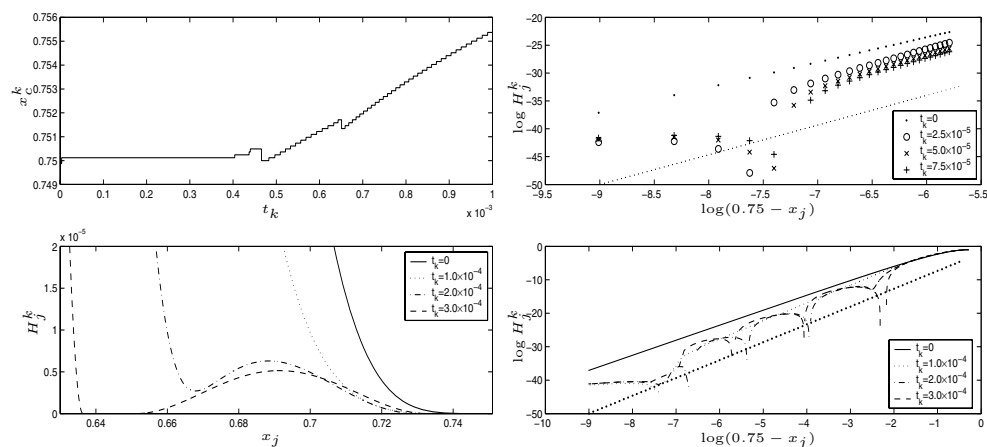 0.756
0.755
0.754
0.753
0.752
0.751
0.75
0.749
x_c^k
0 0.1 0.2 0.3 0.4 0.5 0.6 0.7 0.8 0.9 1
x 10⁻³
t_k
−20
−25
−30
−35
−40
−45
−50
log H_j^k
−9.5 −9 −8.5 −8 −7.5 −7 −6.5 −6 −5.5
log(0.75 − x_j)
t_k=0
t_k=2.5×10⁻⁵
t_k=5.0×10⁻⁵
t_k=7.5×10⁻⁵
x 10⁻⁵
2
1.5
1
0.5
0
H_j^k
0.64 0.66 0.68 0.7 0.72 0.74
x_j
t_k=0
t_k=1.0×10⁻⁴
t_k=2.0×10⁻⁴
t_k=3.0×10⁻⁴
0
−10
−20
−30
−40
−50
log H_j^k
−10 −9 −8 −7 −6 −5 −4 −3 −2 −1 0
log(0.75 − x_j)
t_k=0
t_k=1.0×10⁻⁴
t_k=2.0×10⁻⁴
t_k=3.0×10⁻⁴